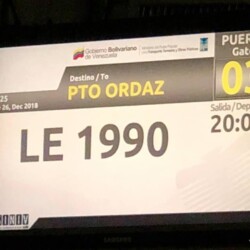 Gobierno Bolivariano
de Venezuela
PUER
Gate
Destino / To
PTO ORDAZ
03
25
26, Dec 2018
Salida / Dep
LE 1990
20:0